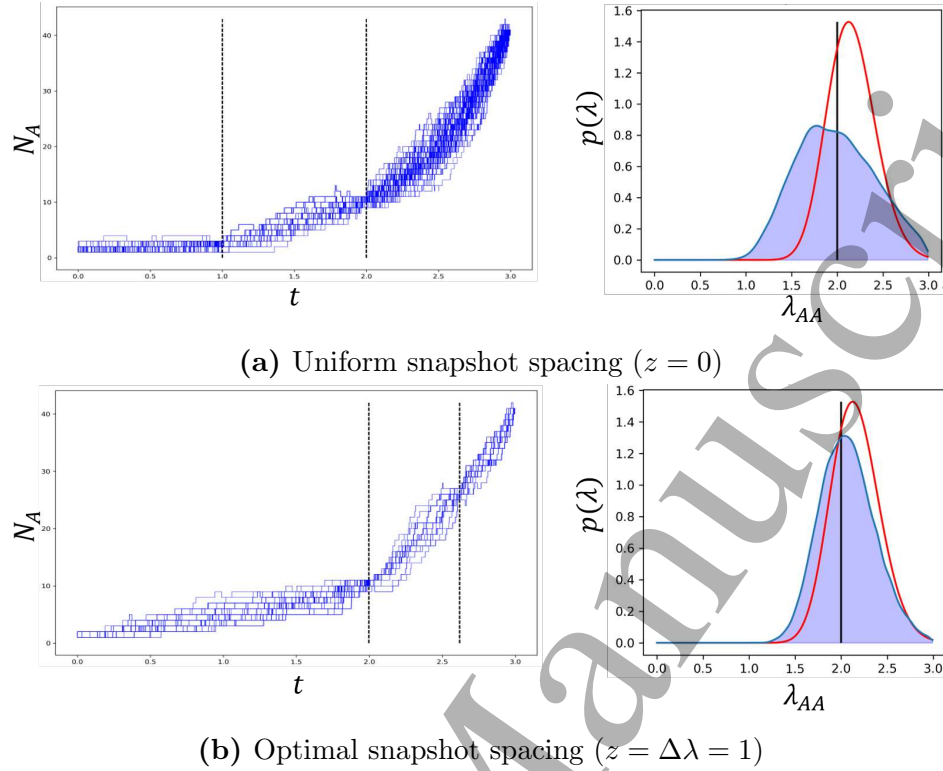 N_A
40
30
20
10
0
0.0 0.5 1.0 1.5 2.0 2.5 3.0
t
p(λ)
1.6
1.4
1.2
1.0
0.8
0.6
0.4
0.2
0.0
0.0 0.5 1.0 1.5 2.0 2.5 3.0
λ_AA
(a) Uniform snapshot spacing (z = 0)
N_A
40
30
20
10
0
0.0 0.5 1.0 1.5 2.0 2.5 3.0
t
p(λ)
1.6
1.4
1.2
1.0
0.8
0.6
0.4
0.2
0.0
0.0 0.5 1.0 1.5 2.0 2.5 3.0
λ_AA
(b) Optimal snapshot spacing (z = Δλ = 1)
Manuscri